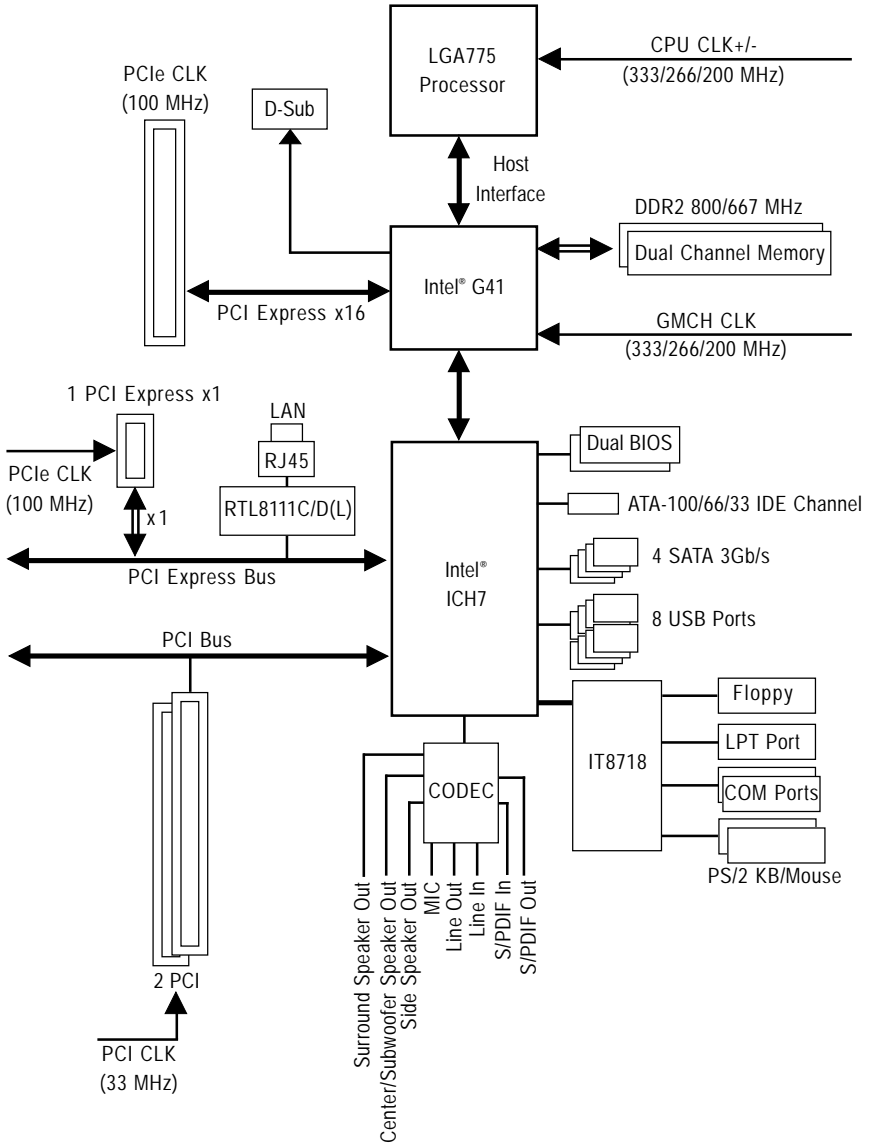 LGA775
Processor
CPU CLK+/-
(333/266/200 MHz)
PCIe CLK
(100 MHz)
D-Sub
Host
Interface
DDR2 800/667 MHz
Dual Channel Memory
Intel® G41
PCI Express x16
GMCH CLK
(333/266/200 MHz)
1 PCI Express x1
LAN
RJ45
RTL8111C/D(L)
PCIe CLK
(100 MHz)
x1
PCI Express Bus
Intel®
ICH7
Dual BIOS
ATA-100/66/33 IDE Channel
4 SATA 3Gb/s
8 USB Ports
PCI Bus
IT8718
Floppy
LPT Port
COM Ports
PS/2 KB/Mouse
CODEC
Surround Speaker Out
Center/Subwoofer Speaker Out
Side Speaker Out
MIC
Line Out
Line In
S/PDIF In
S/PDIF Out
2 PCI
PCI CLK
(33 MHz)